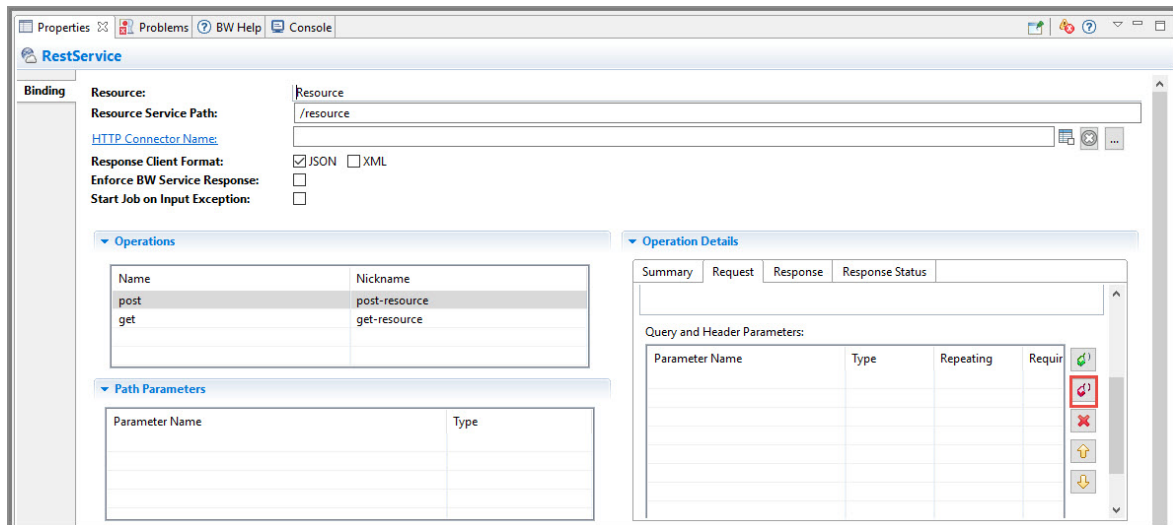 Properties Problems BW Help Console
RestService
Binding
Resource: Resource
Resource Service Path: /resource
HTTP Connector Name: ...
Response Client Format: JSON XML
Enforce BW Service Response:
Start Job on Input Exception:
Operations
Name Nickname
post post-resource
get get-resource
Path Parameters
Parameter Name Type
Operation Details
Summary Request Response Response Status
Query and Header Parameters:
Parameter Name Type Repeating Requir